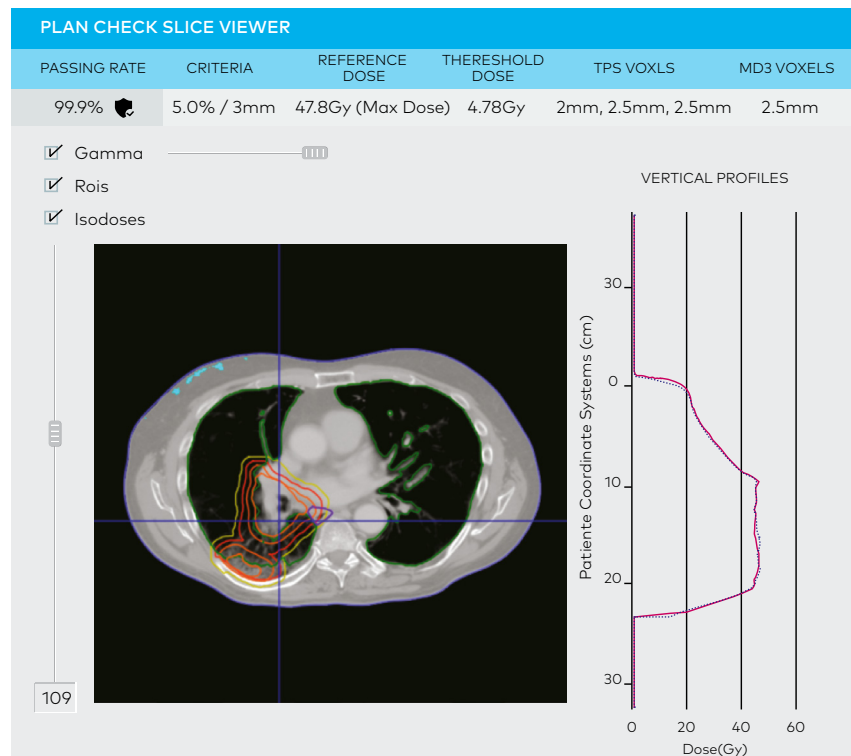 PLAN CHECK SLICE VIEWER
PASSING RATE CRITERIA REFERENCE DOSE THERESHOLD DOSE TPS VOXLS MD3 VOXELS
99.9% 5.0% / 3mm 47.8Gy (Max Dose) 4.78Gy 2mm, 2.5mm, 2.5mm 2.5mm
Gamma
Rois
Isodoses
109
VERTICAL PROFILES
Patiente Coordinate Systems (cm)
30
0
10
20
30
0 20 40 60
Dose(Gy)